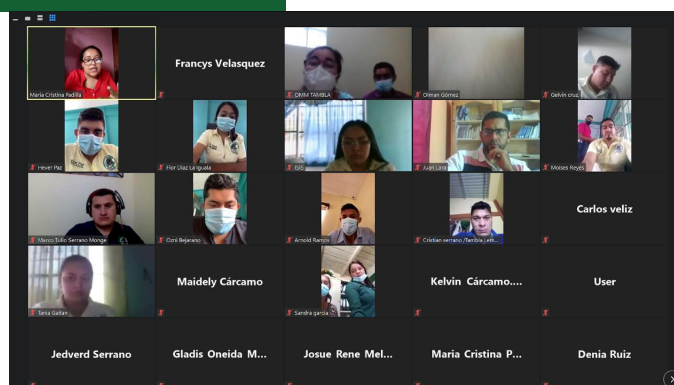 Maria Cristina Padilla
Francys Velasquez
OMM TAMBLA
Olman Gómez
Gelvin cruz
Hever Paz
Flor Diaz La Iguala
ISIS
Juan Lara
Moises Reyes
Marco Tulio Serrano Monge
Ozni Bejarano
Arnold Ramos
Cristian serrano /Tambla Lem...
Carlos veliz
Tania Gaitan
Maidely Cárcamo
Sandra garcia
Kelvin Cárcamo....
User
Jedverd Serrano
Gladis Oneida M...
Josue Rene Mel...
Maria Cristina P...
Denia Ruiz